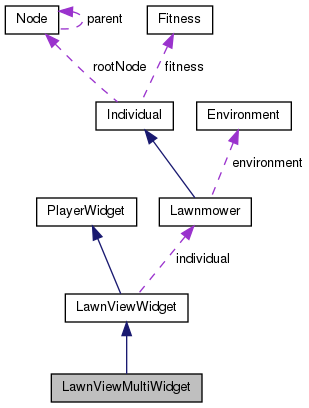 Node
parent
Fitness
rootNode
fitness
Individual
Environment
environment
PlayerWidget
Lawnmower
individual
LawnViewWidget
LawnViewMultiWidget